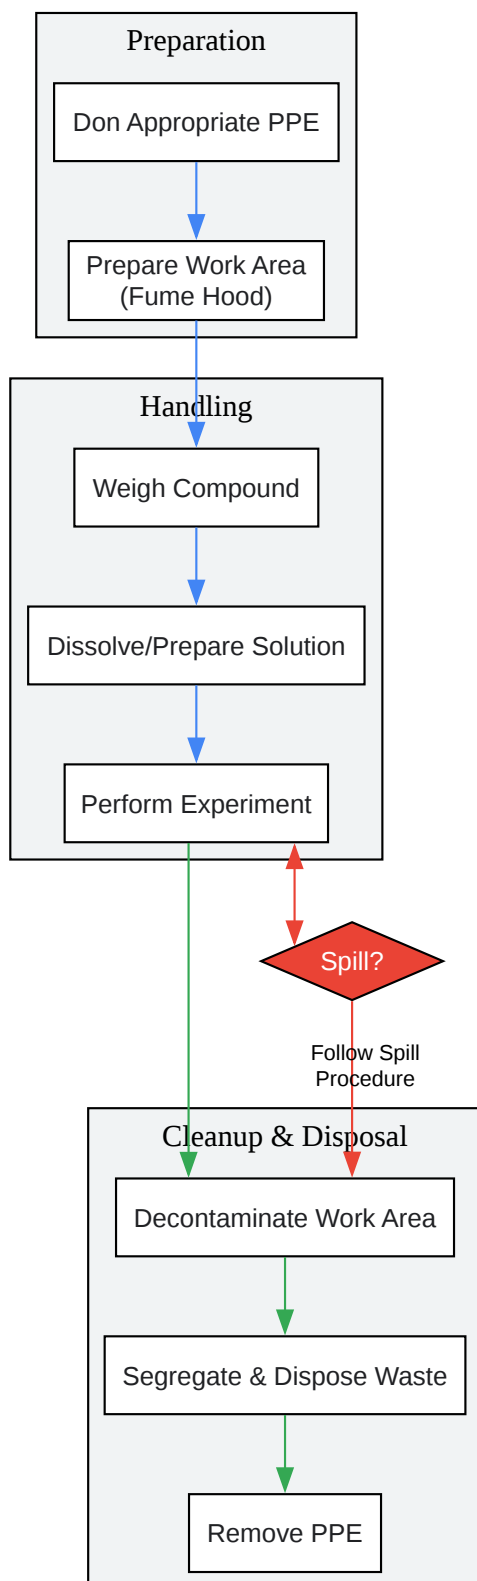 Preparation
Don Appropriate PPE
Prepare Work Area
(Fume Hood)
Handling
Weigh Compound
Dissolve/Prepare Solution
Perform Experiment
Spill?
Follow Spill
Procedure
Cleanup & Disposal
Decontaminate Work Area
Segregate & Dispose Waste
Remove PPE